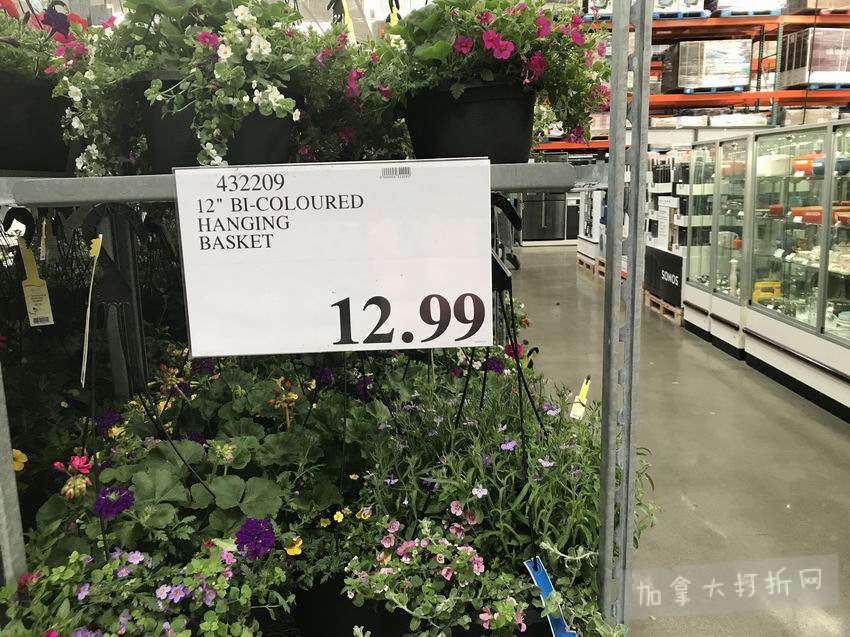 432209
12" BI-COLOURED
HANGING
BASKET
12.99
SONOS
加拿大打折网